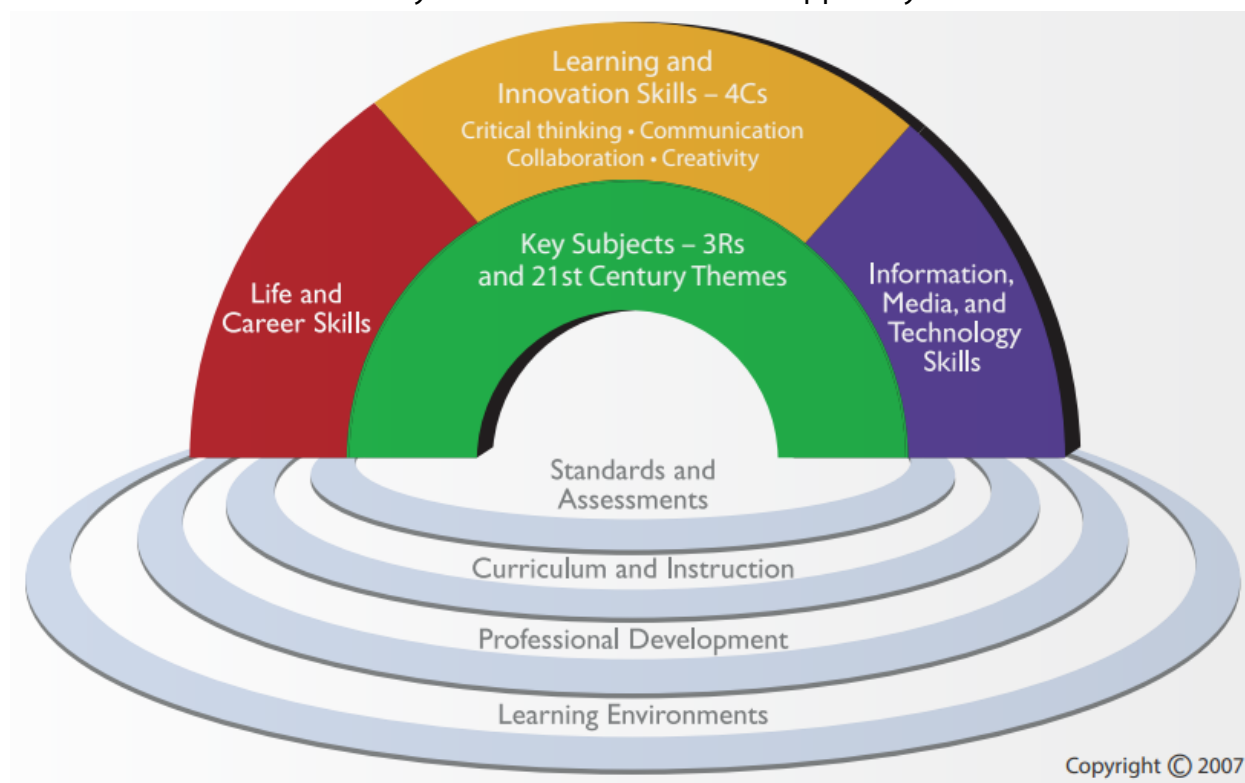 Learning and
Innovation Skills – 4Cs
Critical thinking • Communication
Collaboration • Creativity
Key Subjects – 3Rs
and 21st Century Themes
Life and
Career Skills
Information,
Media, and
Technology
Skills
Standards and
Assessments
Curriculum and Instruction
Professional Development
Learning Environments
Copyright © 2007